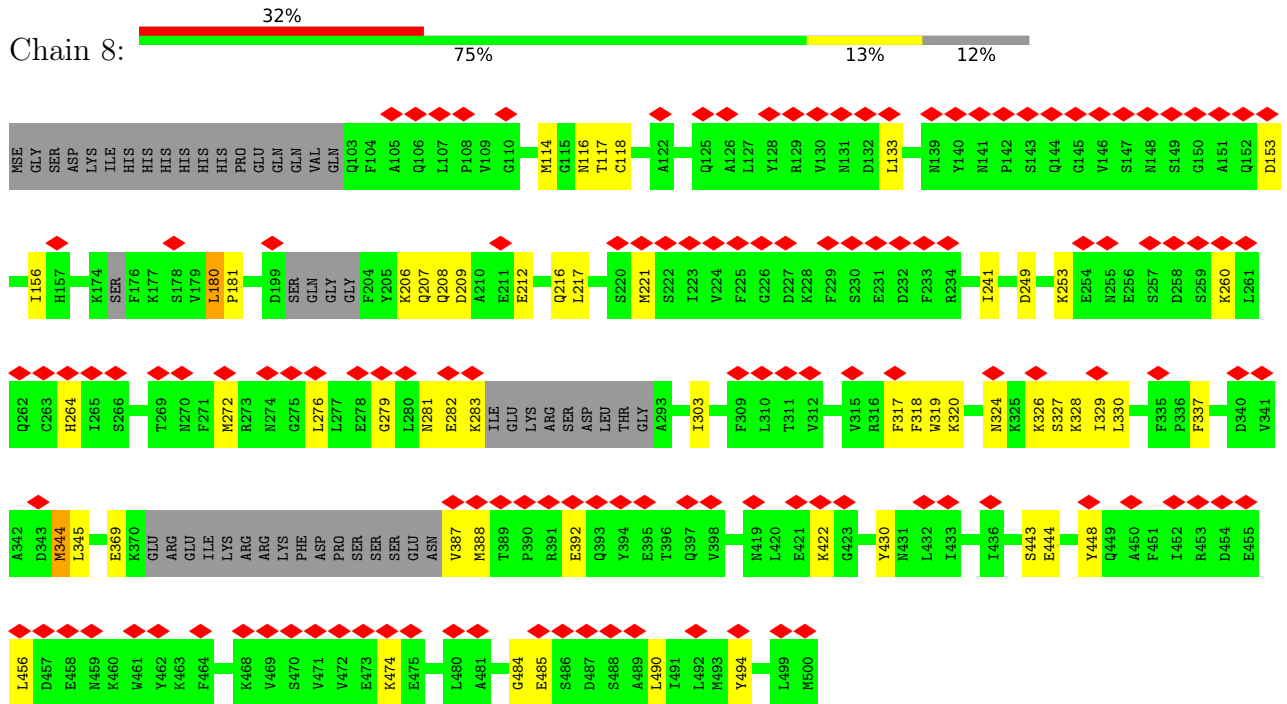 32%
Chain 8:
75% 13% 12%
MSE GLY SER ASP LYS ILE HIS HIS HIS HIS HIS HIS PRO GLU GLN GLN VAL GLN Q103 F104 A105 Q106 L107 P108 V109 G110 M114 G115 N116 T117 C118 A122 Q125 A126 L127 Y128 R129 V130 N131 D132 L133 N139 Y140 N141 P142 S143 Q144 G145 V146 S147 N148 S149 G150 A151 Q152 D153
I156 H157 K174 SER F176 K177 S178 V179 L180 P181 D199 SER GLN GLY GLY F204 Y205 K206 Q207 Q208 D209 A210 E211 E212 Q216 L217 S220 M221 S222 I223 V224 F225 G226 D227 K228 F229 S230 E231 D232 F233 R234 I241 D249 K253 E254 N255 E256 S257 D258 S259 K260 L261
Q262 C263 H264 I265 S266 T269 N270 F271 M272 R273 N274 G275 L276 L277 E278 G279 L280 N281 E282 K283 ILE GLU LYS ARG SER ASP LEU THR GLY A293 I303 F309 L310 T311 V312 V315 R316 F317 F318 W319 K320 N324 K325 K326 S327 K328 I329 L330 F335 P336 F337 D340 V341
A342 D343 M344 L345 E369 K370 GLU ARG GLU ILE LYS ARG ARG LYS PHE ASP PRO SER SER SER GLU ASN V387 M388 T389 P390 R391 E392 Q393 Y394 E395 T396 Q397 V398 N419 L420 E421 K422 G423 Y430 N431 L432 I433 I436 S443 E444 Y448 Q449 A450 F451 I452 R453 D454 E455
L456 D457 E458 N459 K460 W461 Y462 K463 F464 K468 V469 S470 V471 V472 E473 K474 E475 L480 A481 G484 E485 S486 D487 S488 A489 L490 I491 L492 M493 Y494 L499 M500